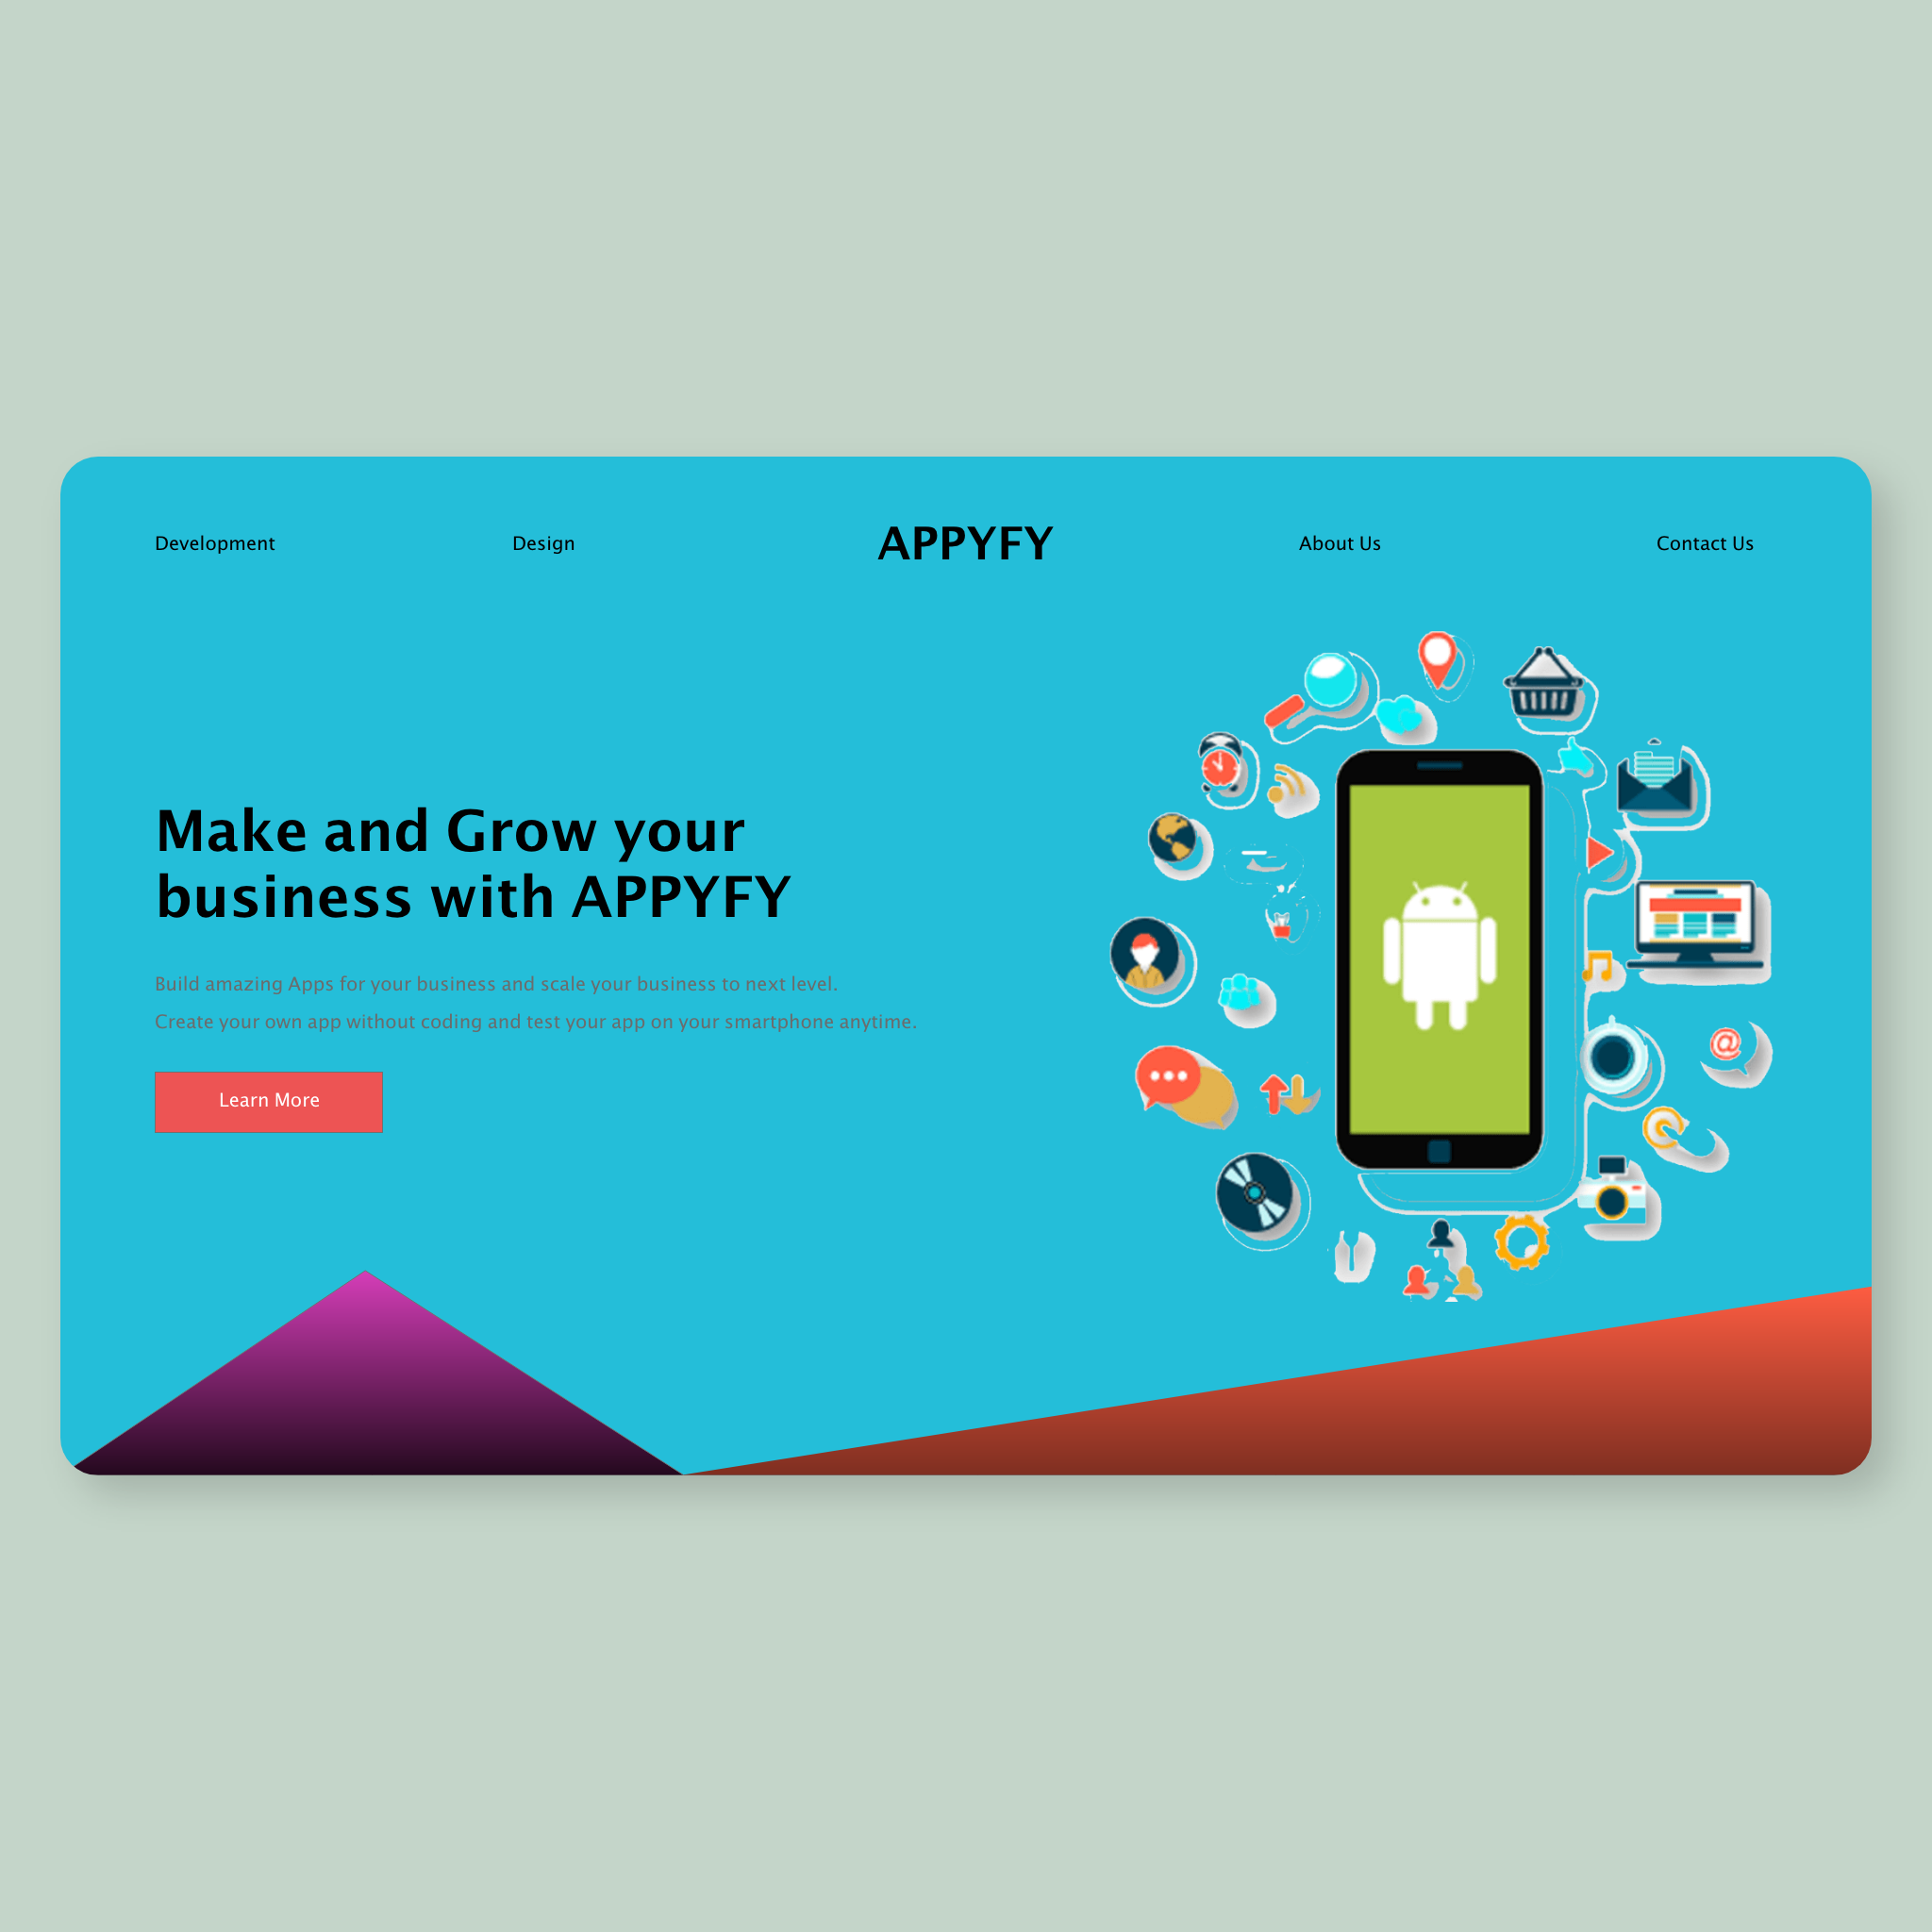 Development
Design
APPYFY
About Us
Contact Us
Make and Grow your
business with APPYFY
Build amazing Apps for your business and scale your business to next level.
Create your own app without coding and test your app on your smartphone anytime.
Learn More
@